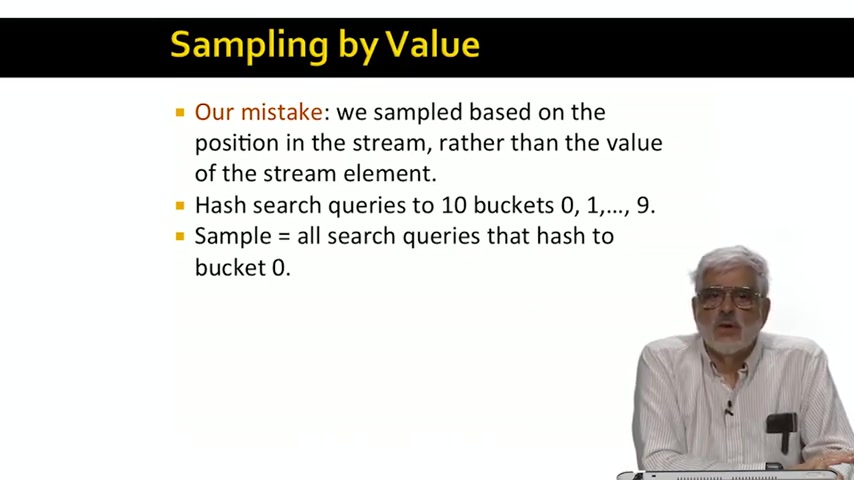 Sampling by Value
Our mistake: we sampled based on the
position in the stream, rather than the value
of the stream element.
Hash search queries to 10 buckets 0, 1,…, 9.
Sample = all search queries that hash to
bucket 0.